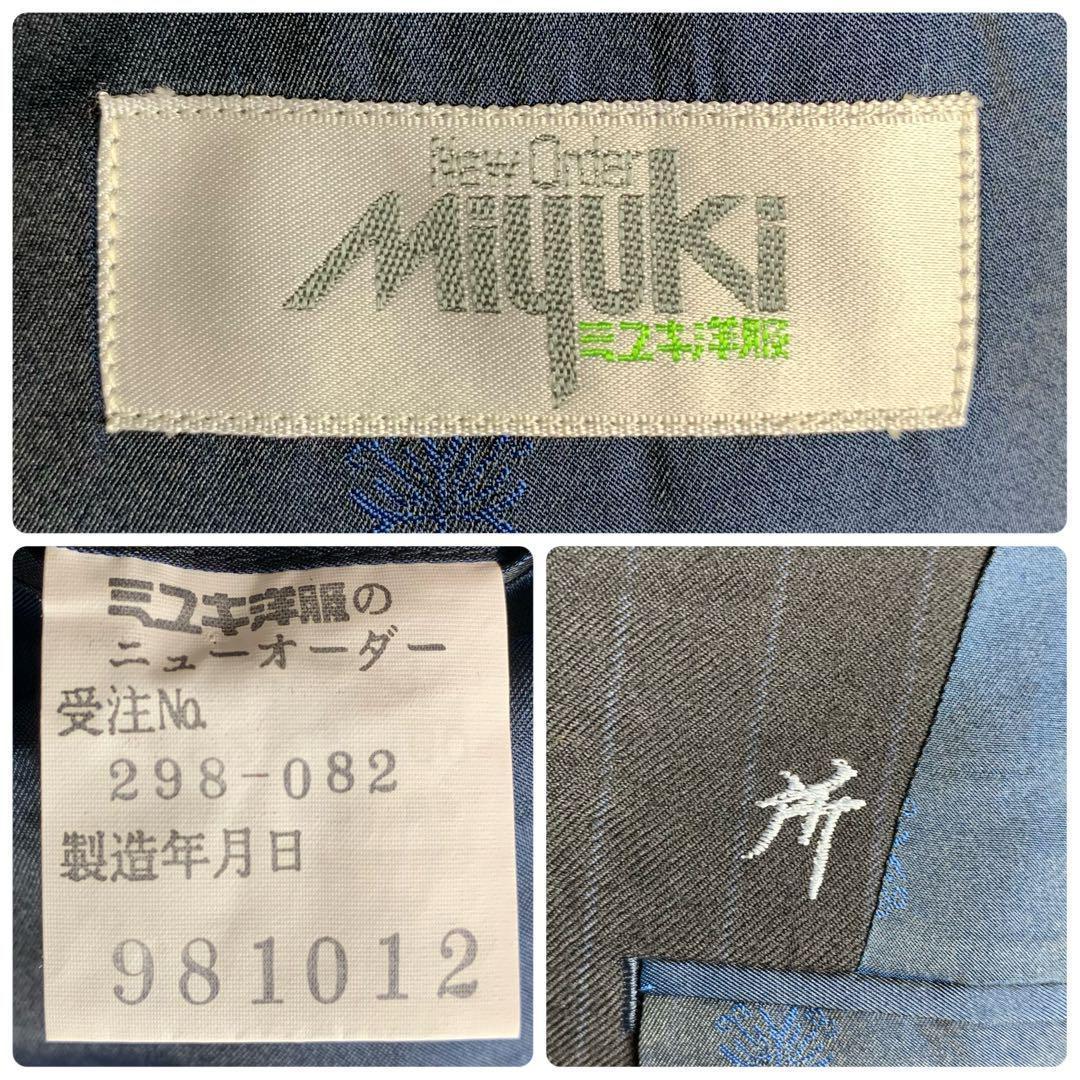 New Order
Miyuki
ミユキ洋服
ミユキ洋服の
ニューオーダー
受注No.
298-082
製造年月日
981012